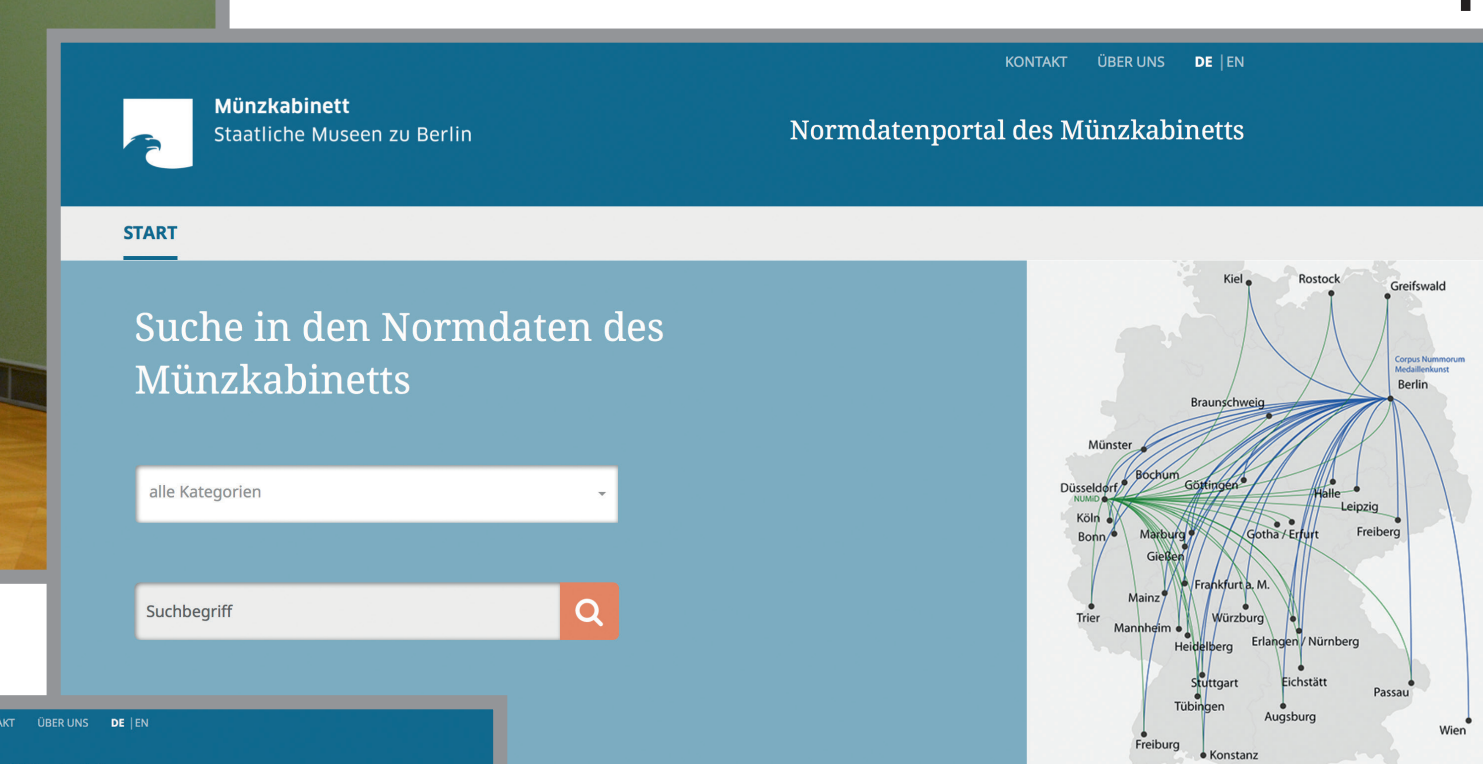 KONTAKT ÜBER UNS DE | EN
Münzkabinett
Staatliche Museen zu Berlin
Normdatenportal des Münzkabinetts
START
Suche in den Normdaten des
Münzkabinetts
alle Kategorien
Suchbegriff
Kiel
Rostock
Greifswald
Corpus Nummorum
Medaillenkunst
Berlin
Braunschweig
Münster
Bochum
Düsseldorf
NUMiD
Göttingen
Halle
Leipzig
Köln
Bonn
Marburg
Gotha / Erfurt
Freiberg
Gießen
Frankfurt a. M.
Mainz
Trier
Würzburg
Mannheim
Heidelberg
Erlangen / Nürnberg
Stuttgart
Eichstätt
Passau
Tübingen
Augsburg
Wien
Freiburg
Konstanz
AKT ÜBER UNS DE | EN